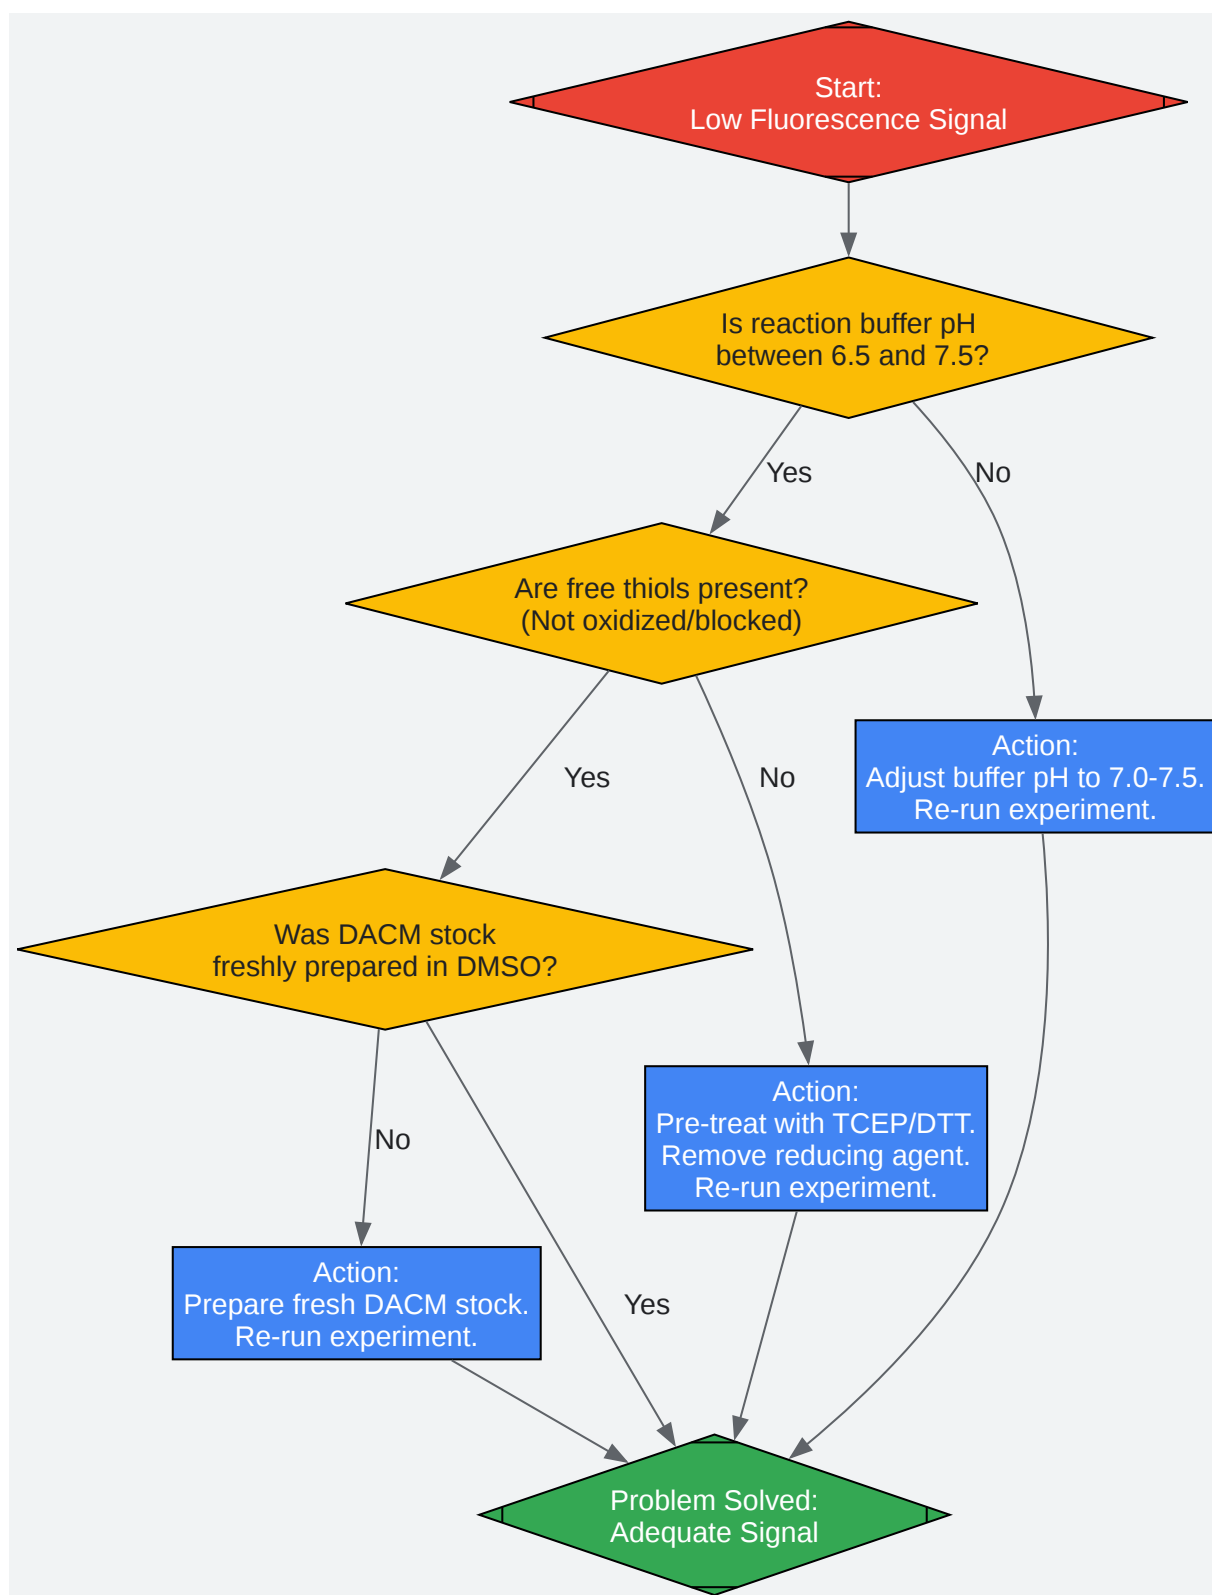 Start:
Low Fluorescence Signal
Is reaction buffer pH
between 6.5 and 7.5?
Yes
No
Are free thiols present?
(Not oxidized/blocked)
Action:
Adjust buffer pH to 7.0-7.5.
Re-run experiment.
Yes
No
Was DACM stock
freshly prepared in DMSO?
Action:
Pre-treat with TCEP/DTT.
Remove reducing agent.
Re-run experiment.
No
Action:
Prepare fresh DACM stock.
Re-run experiment.
Yes
Problem Solved:
Adequate Signal